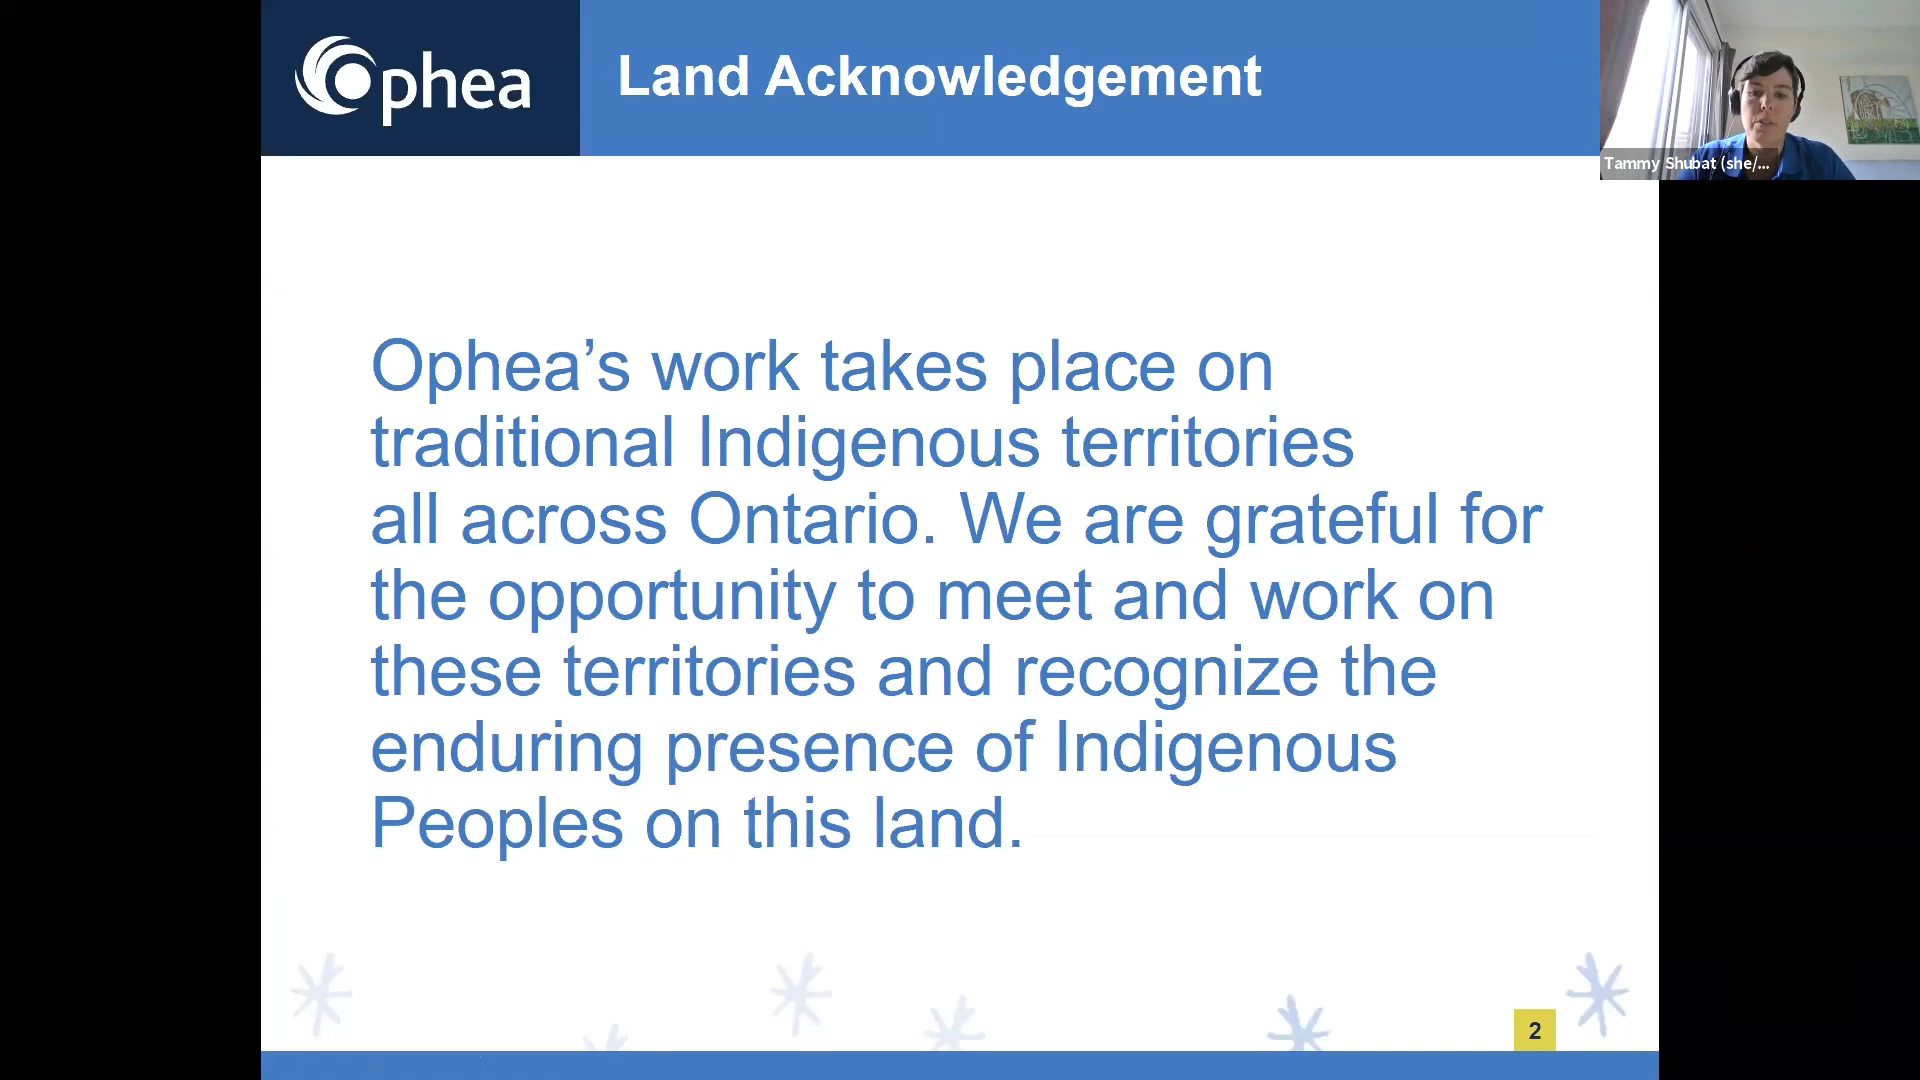 Ophea
Land Acknowledgement
Tammy Shubat (she/...
Ophea’s work takes place on
traditional Indigenous territories
all across Ontario. We are grateful for
the opportunity to meet and work on
these territories and recognize the
enduring presence of Indigenous
Peoples on this land.
2